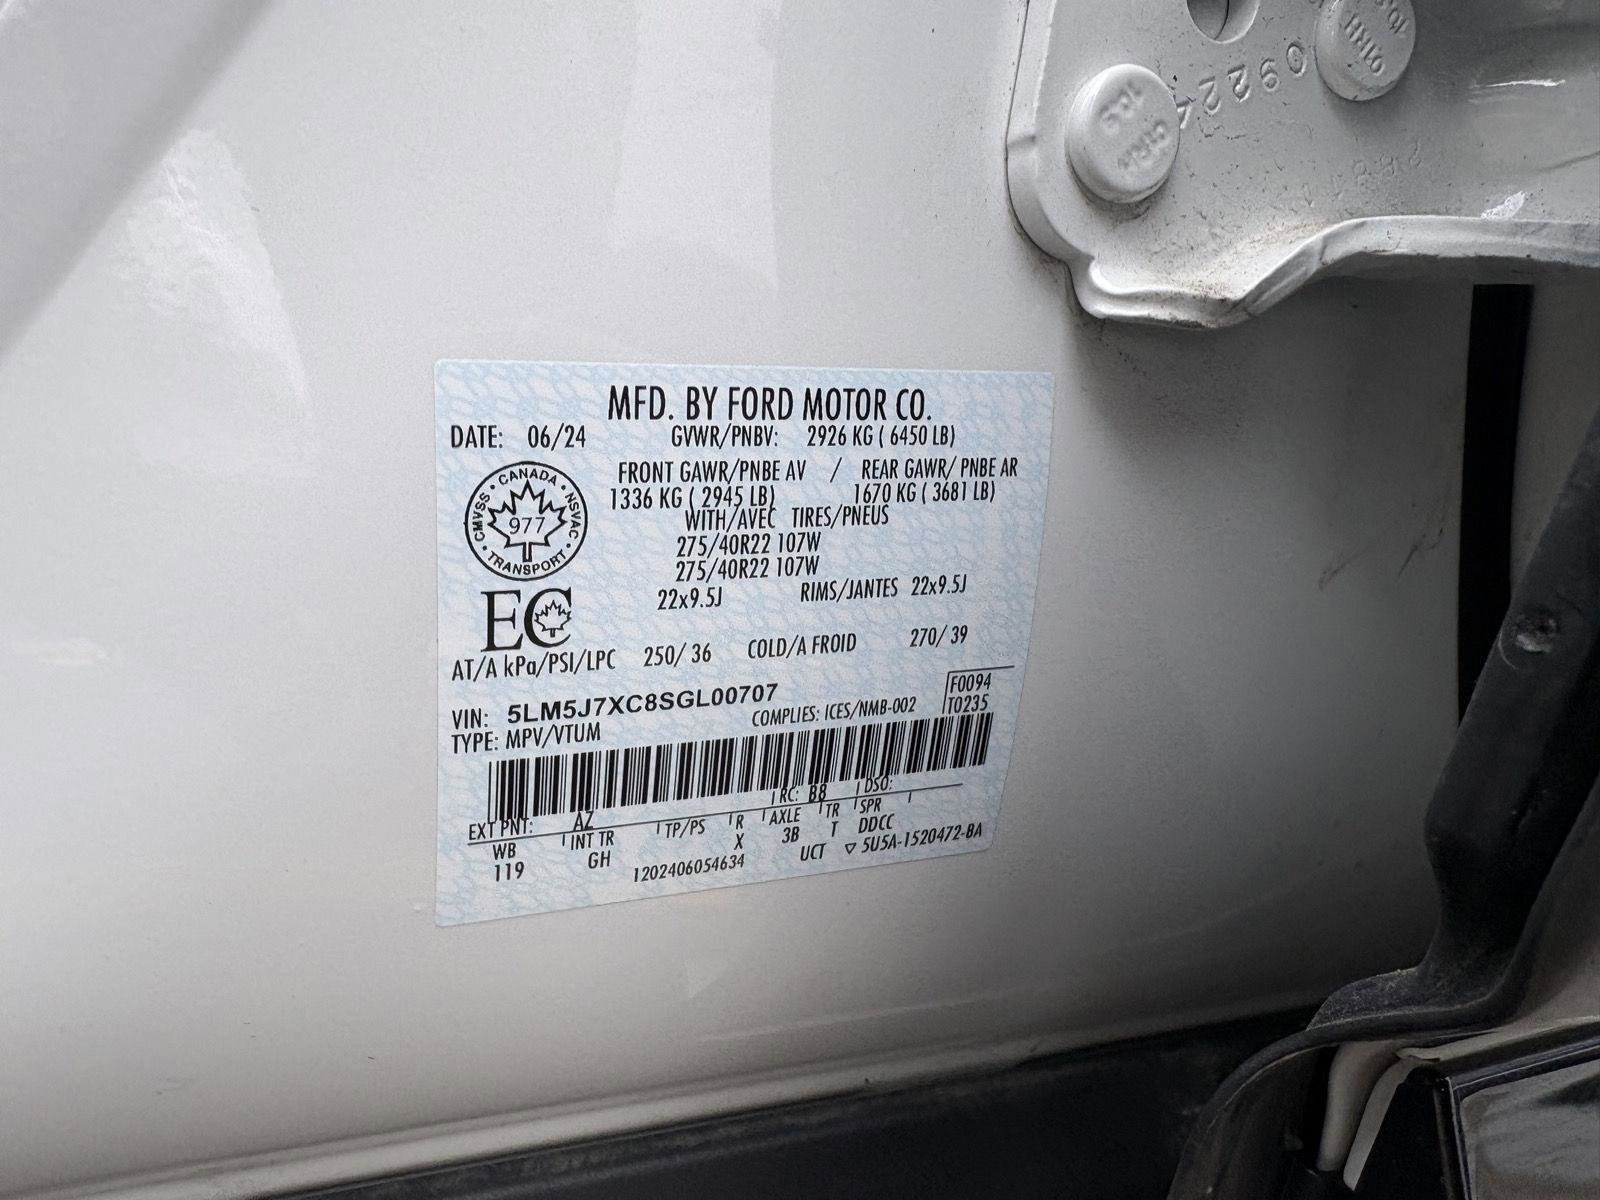 09224
MFD. BY FORD MOTOR CO.
DATE: 06/24 GVWR/PNBV: 2926 KG ( 6450 LB)
FRONT GAWR/PNBE AV / REAR GAWR/ PNBE AR
1336 KG ( 2945 LB) 1670 KG ( 3681 LB)
WITH/AVEC TIRES/PNEUS
275/40R22 107W
275/40R22 107W
22x9.5J RIMS/JANTES 22x9.5J
CANADA • NSVAC • TRANSPORT • CMVSS •
977
EC
AT/A kPa/PSI/LPC 250/ 36 COLD/A FROID 270/ 39
VIN: 5LM5J7XC8SGL00707
F0094
T0235
COMPLIES: ICES/NMB-002
TYPE: MPV/VTUM
RC: B8 DSO:
EXT PNT: AZ
WB INT TR TP/PS R AXLE TR SPR
119 GH X 3B T DDCC
1202406054634 UCT ▽ 5U5A-1520472-BA